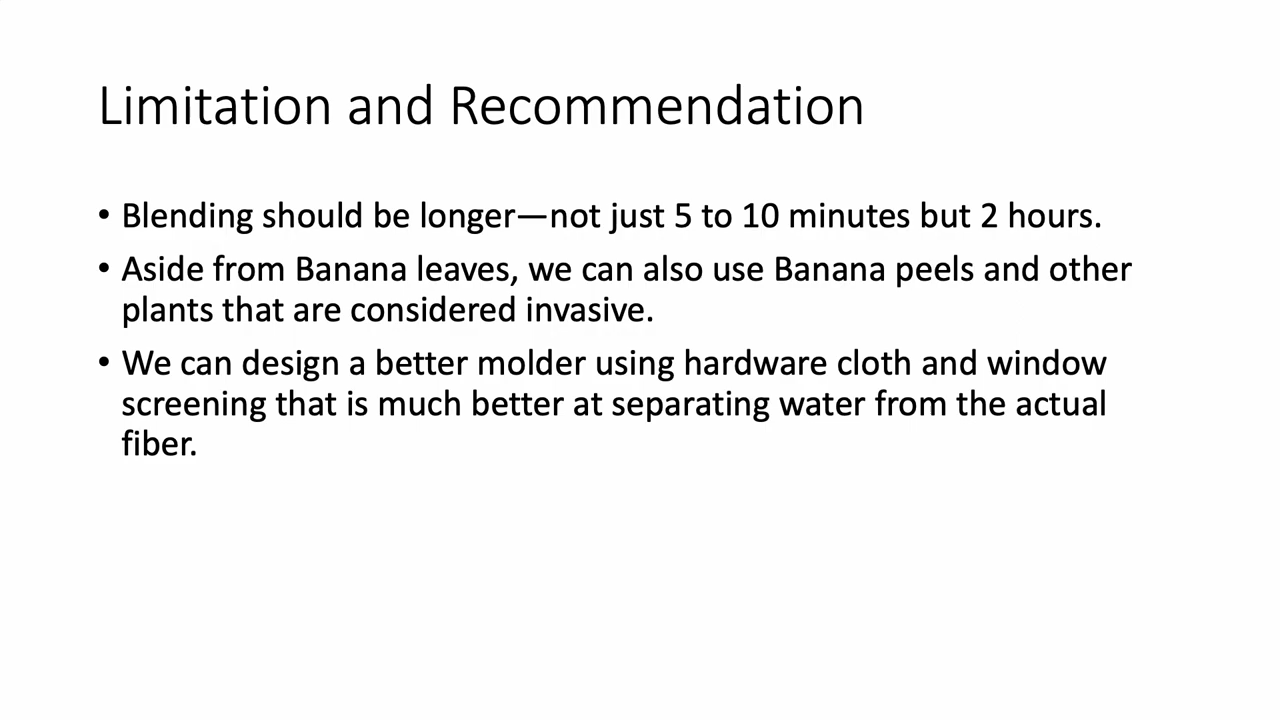 Limitation and Recommendation
• Blending should be longer—not just 5 to 10 minutes but 2 hours.
• Aside from Banana leaves, we can also use Banana peels and other
plants that are considered invasive.
• We can design a better molder using hardware cloth and window
screening that is much better at separating water from the actual
fiber.